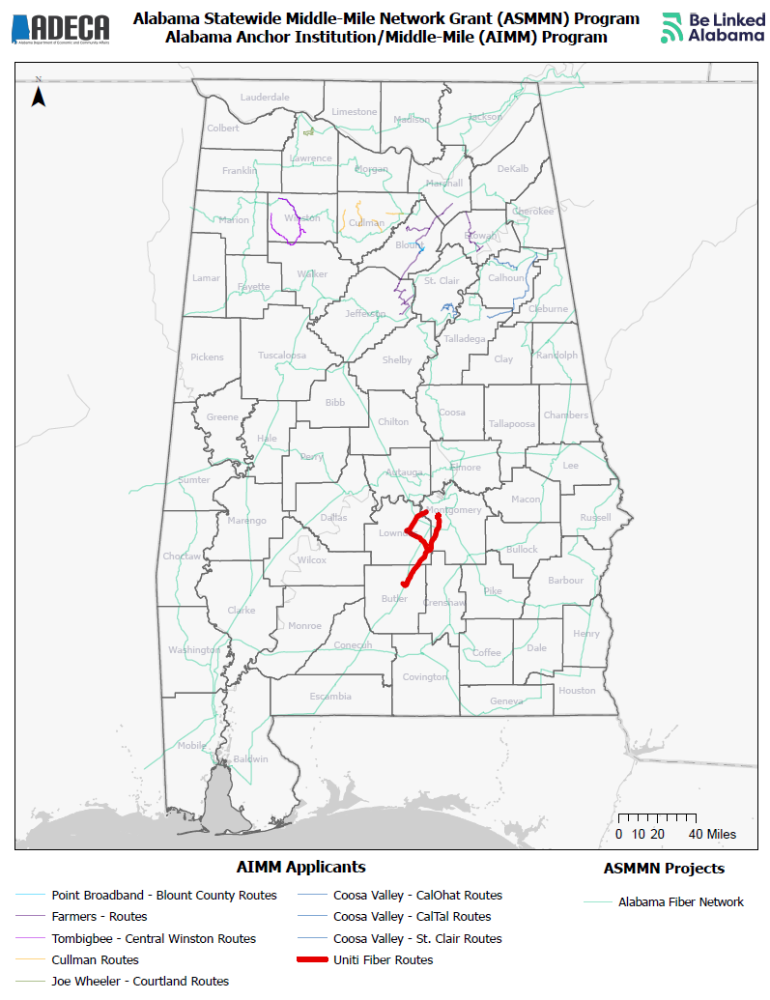 ADECA
Alabama Department of Economic and Community Affairs
Alabama Statewide Middle-Mile Network Grant (ASMMN) Program
Alabama Anchor Institution/Middle-Mile (AIMM) Program
Be Linked
Alabama
N
Lauderdale
Limestone
Madison
Jackson
Colbert
Lawrence
Franklin
Morgan
DeKalb
Marshall
Marion
Winston
Cullman
Cherokee
Etowah
Blount
Lamar
Walker
Fayette
St. Clair
Calhoun
Jefferson
Cleburne
Talladega
Pickens
Tuscaloosa
Shelby
Clay
Randolph
Bibb
Greene
Chilton
Coosa
Tallapoosa
Chambers
Hale
Perry
Autauga
Elmore
Lee
Sumter
Macon
Montgomery
Marengo
Dallas
Russell
Lown
Choctaw
Wilcox
Bullock
Barbour
Butler
Crenshaw
Pike
Clarke
Monroe
Henry
Conecuh
Washington
Coffee
Dale
Covington
Escambia
Geneva
Houston
Mobile
Baldwin
0 10 20 40 Miles
AIMM Applicants
Point Broadband - Blount County Routes
Farmers - Routes
Tombigbee - Central Winston Routes
Cullman Routes
Joe Wheeler - Courtland Routes
Coosa Valley - CalOhat Routes
Coosa Valley - CalTal Routes
Coosa Valley - St. Clair Routes
Uniti Fiber Routes
ASMMN Projects
Alabama Fiber Network